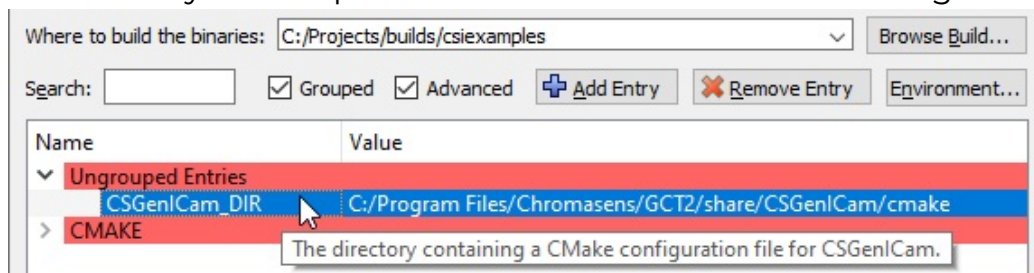 Where to build the binaries: C:/Projects/builds/csiexamples Browse Build...
Search: Grouped Advanced Add Entry Remove Entry Environment...
Name Value
Ungrouped Entries
CSGenICam_DIR C:/Program Files/Chromasens/GCT2/share/CSGenICam/cmake
CMAKE
The directory containing a CMake configuration file for CSGenICam.